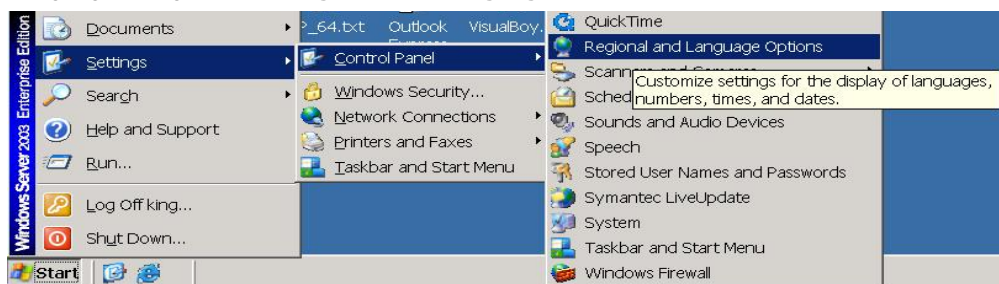 Windows Server 2003 Enterprise Edition
Documents
Settings
Search
Help and Support
Run...
Log Off king...
Shut Down...
Start
_64.txt Outlook VisualBoy.
Control Panel
Windows Security...
Network Connections
Printers and Faxes
Taskbar and Start Menu
QuickTime
Regional and Language Options
Customize settings for the display of languages,
numbers, times, and dates.
Sounds and Audio Devices
Speech
Stored User Names and Passwords
Symantec LiveUpdate
System
Taskbar and Start Menu
Windows Firewall